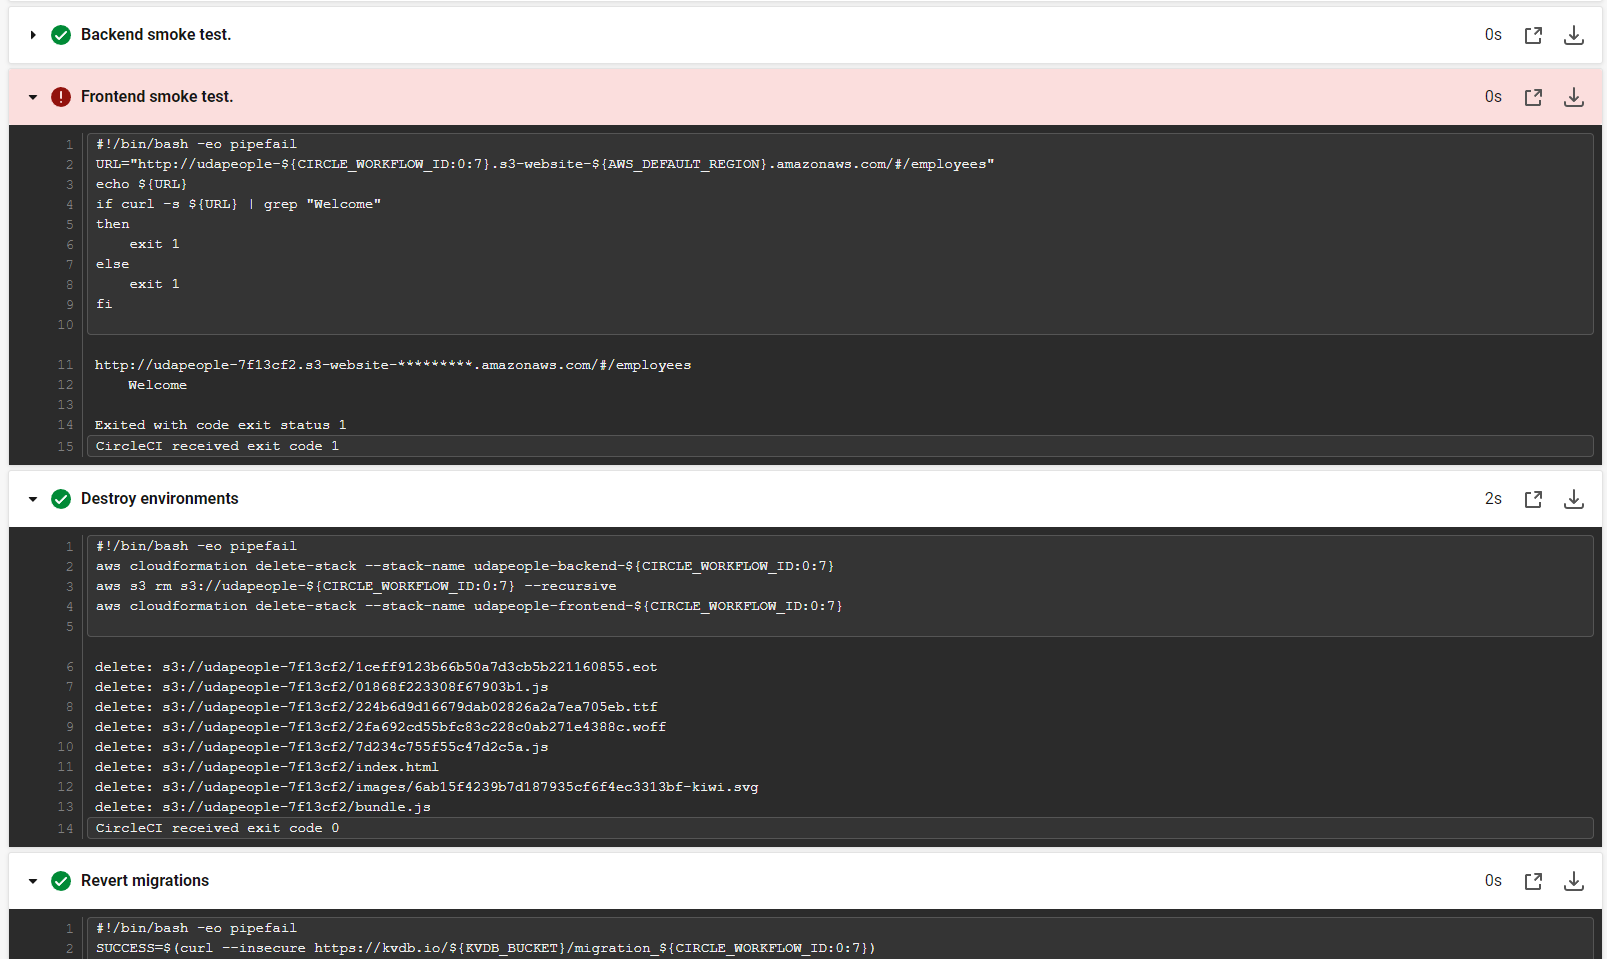 Backend smoke test. 0s
Frontend smoke test. 0s
1 #!/bin/bash -eo pipefail
2 URL="http://udapeople-${CIRCLE_WORKFLOW_ID:0:7}.s3-website-${AWS_DEFAULT_REGION}.amazonaws.com/#/employees"
3 echo ${URL}
4 if curl -s ${URL} | grep "Welcome"
5 then
6     exit 1
7 else
8     exit 1
9 fi
10
11 http://udapeople-7f13cf2.s3-website-*********.amazonaws.com/#/employees
12     Welcome
13
14 Exited with code exit status 1
15 CircleCI received exit code 1
Destroy environments 2s
1 #!/bin/bash -eo pipefail
2 aws cloudformation delete-stack --stack-name udapeople-backend-${CIRCLE_WORKFLOW_ID:0:7}
3 aws s3 rm s3://udapeople-${CIRCLE_WORKFLOW_ID:0:7} --recursive
4 aws cloudformation delete-stack --stack-name udapeople-frontend-${CIRCLE_WORKFLOW_ID:0:7}
5
6 delete: s3://udapeople-7f13cf2/1ceff9123b66b50a7d3cb5b221160855.eot
7 delete: s3://udapeople-7f13cf2/01868f223308f67903b1.js
8 delete: s3://udapeople-7f13cf2/224b6d9d16679dab02826a2a7ea705eb.ttf
9 delete: s3://udapeople-7f13cf2/2fa692cd55bfc83c228c0ab271e4388c.woff
10 delete: s3://udapeople-7f13cf2/7d234c755f55c47d2c5a.js
11 delete: s3://udapeople-7f13cf2/index.html
12 delete: s3://udapeople-7f13cf2/images/6ab15f4239b7d187935cf6f4ec3313bf-kiwi.svg
13 delete: s3://udapeople-7f13cf2/bundle.js
14 CircleCI received exit code 0
Revert migrations 0s
1 #!/bin/bash -eo pipefail
2 SUCCESS=$(curl --insecure https://kvdb.io/${KVDB_BUCKET}/migration_${CIRCLE_WORKFLOW_ID:0:7})